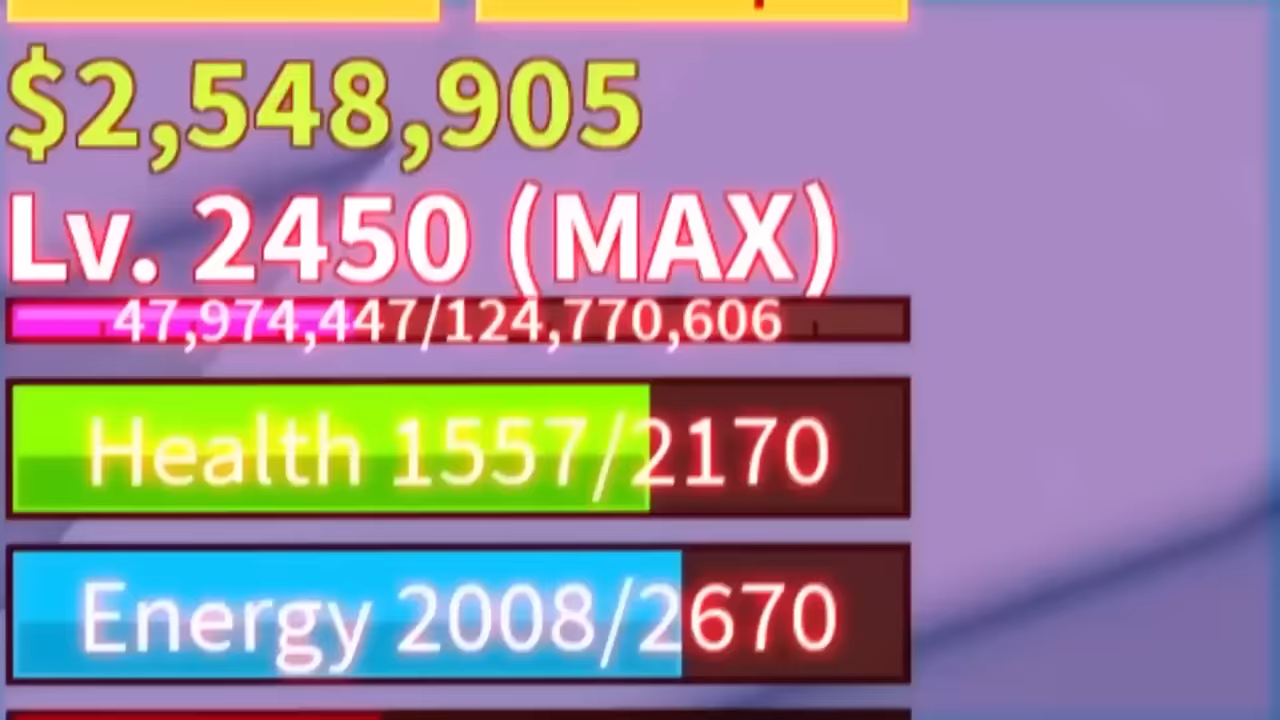 $2,548,905
Lv. 2450 (MAX)
47,974,447/124,770,606
Health 1557/2170
Energy 2008/2670